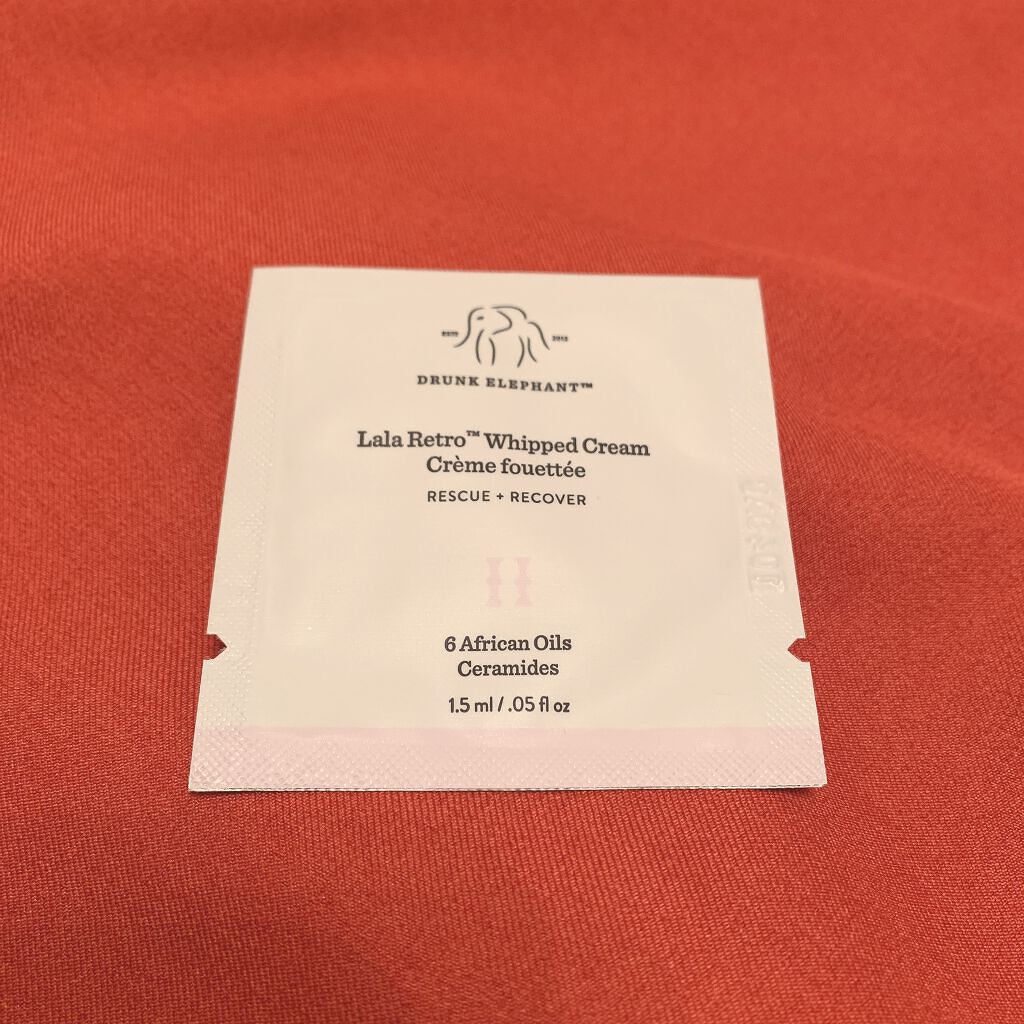 DRUNK ELEPHANT™
Lala Retro™ Whipped Cream
Crème fouettée
RESCUE + RECOVER
6 African Oils
Ceramides
1.5 ml / .05 fl oz